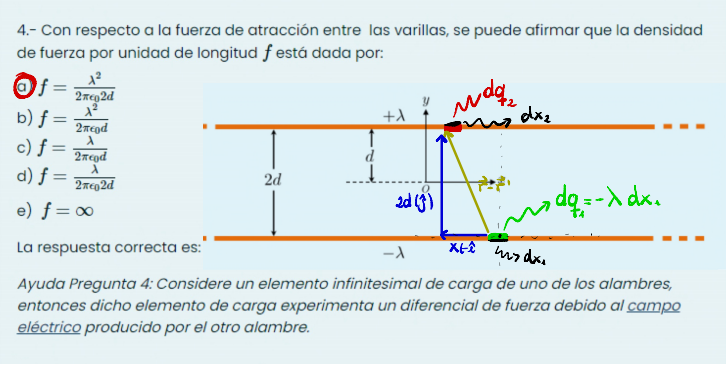 4.- Con respecto a la fuerza de atracción entre las varillas, se puede afirmar que la densidad
de fuerza por unidad de longitud f está dada por:
a) f = λ²/2πϵ₀2d
b) f = λ²/2πϵ₀d
c) f = λ/2πϵ₀d
d) f = λ/2πϵ₀2d
e) f = ∞
La respuesta correcta es:
+λ
y
dq₂
dx₂
d
2d
O
2d(ĵ)
dq₁ = -λ dx₁
-λ
dx₁
Ayuda Pregunta 4: Considere un elemento infinitesimal de carga de uno de los alambres,
entonces dicho elemento de carga experimenta un diferencial de fuerza debido al campo
eléctrico producido por el otro alambre.